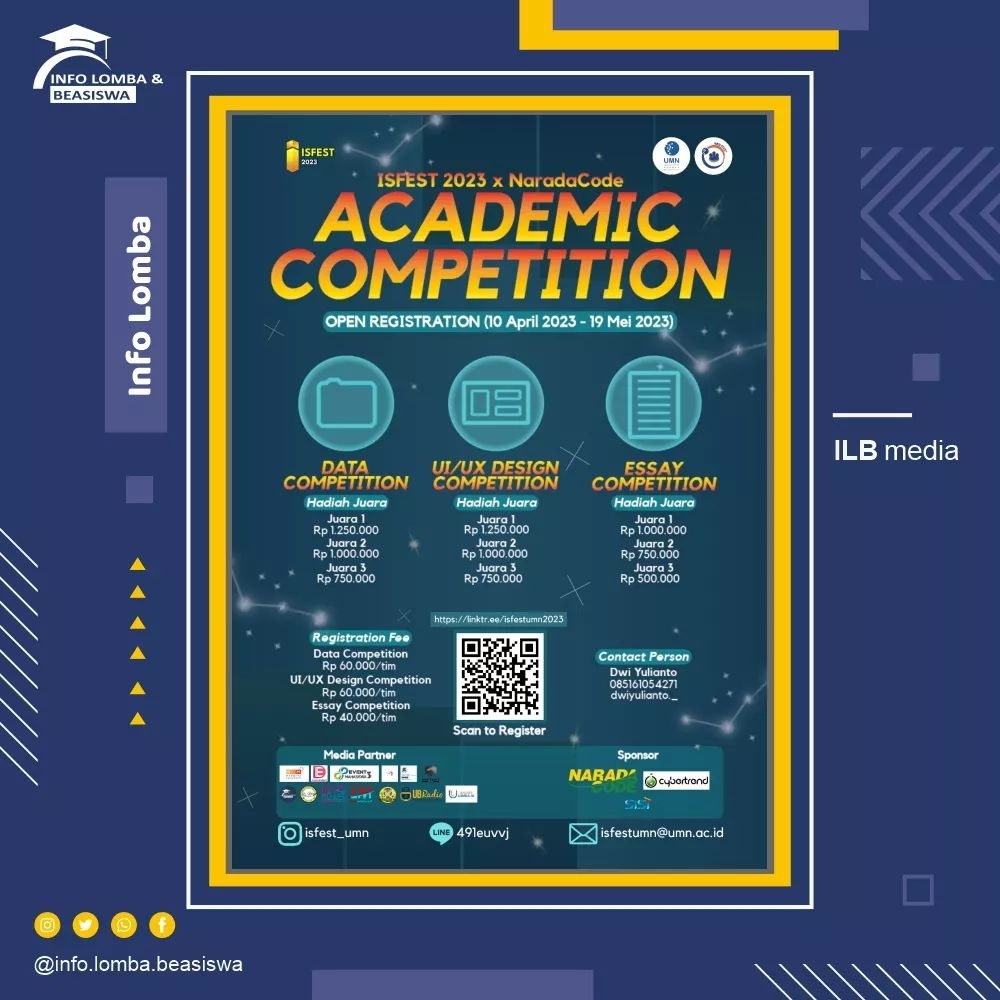 INFO LOMBA &
BEASISWA
Info Lomba
ISFEST
2023
UMN
ISFEST 2023 x NaradaCode
ACADEMIC
COMPETITION
OPEN REGISTRATION (10 April 2023 - 19 Mei 2023)
DATA
COMPETITION
Hadiah Juara
Juara 1
Rp 1.250.000
Juara 2
Rp 1.000.000
Juara 3
Rp 750.000
UI/UX DESIGN
COMPETITION
Hadiah Juara
Juara 1
Rp 1.250.000
Juara 2
Rp 1.000.000
Juara 3
Rp 750.000
ESSAY
COMPETITION
Hadiah Juara
Juara 1
Rp 1.000.000
Juara 2
Rp 750.000
Juara 3
Rp 500.000
ILB media
Registration Fee
Data Competition
Rp 60.000/tim
UI/UX Design Competition
Rp 60.000/tim
Essay Competition
Rp 40.000/tim
https://linktr.ee/isfestumn2023
Scan to Register
Contact Person
Dwi Yulianto
085161054271
dwiyulianto._
Media Partner
EVENT
MAHASISWA
UBRadio
Sponsor
NARADA
CODE
cybertrend
SISI
isfest_umn
LINE
491euvvj
isfestumn@umn.ac.id
@info.lomba.beasiswa